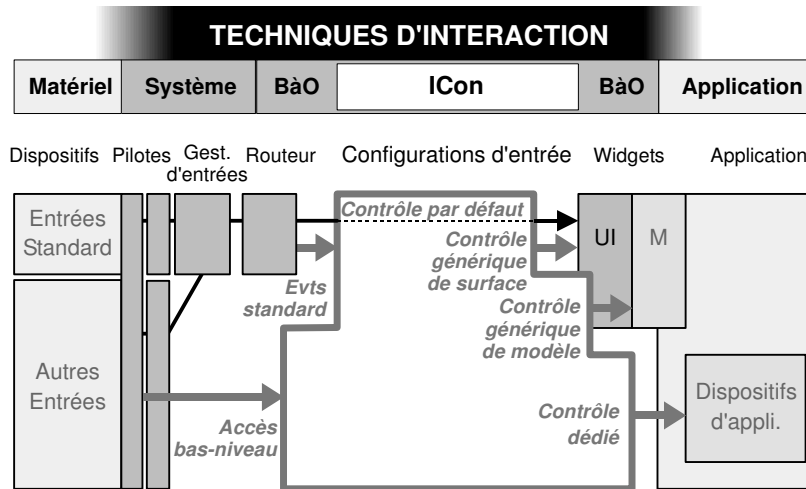 TECHNIQUES D'INTERACTION
Matériel Système BàO ICon BàO Application
Dispositifs Pilotes Gest. d'entrées Routeur Configurations d'entrée Widgets Application
Entrées
Standard
Contrôle par défaut
Contrôle
générique
de surface
UI
M
Evts
standard
Contrôle
générique
de modèle
Autres
Entrées
Accès
bas-niveau
Contrôle
dédié
Dispositifs
d'appli.